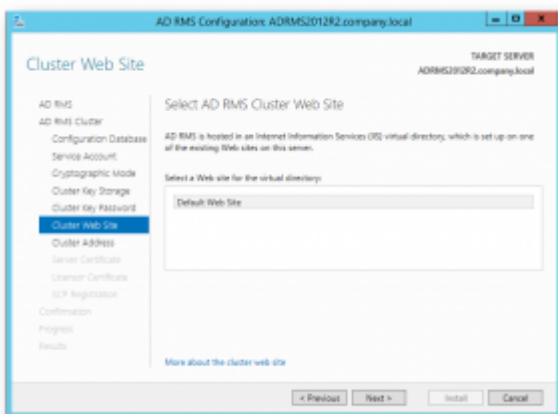 AD RMS Configuration: ADRMS2012R2.company.local
Cluster Web Site
TARGET SERVER
ADRMS2012R2.company.local
AD RMS
AD RMS Cluster
Configuration Database
Service Account
Cryptographic Mode
Cluster Key Storage
Cluster Key Password
Cluster Web Site
Cluster Address
Server Certificate
Licensor Certificate
SCP Registration
Confirmation
Progress
Results
Select AD RMS Cluster Web Site
AD RMS is hosted in an Internet Information Services (IIS) virtual directory, which is set up on one
of the existing Web sites on this server.
Select a Web site for the virtual directory:
Default Web Site
More about the cluster web site
< Previous
Next >
Install
Cancel